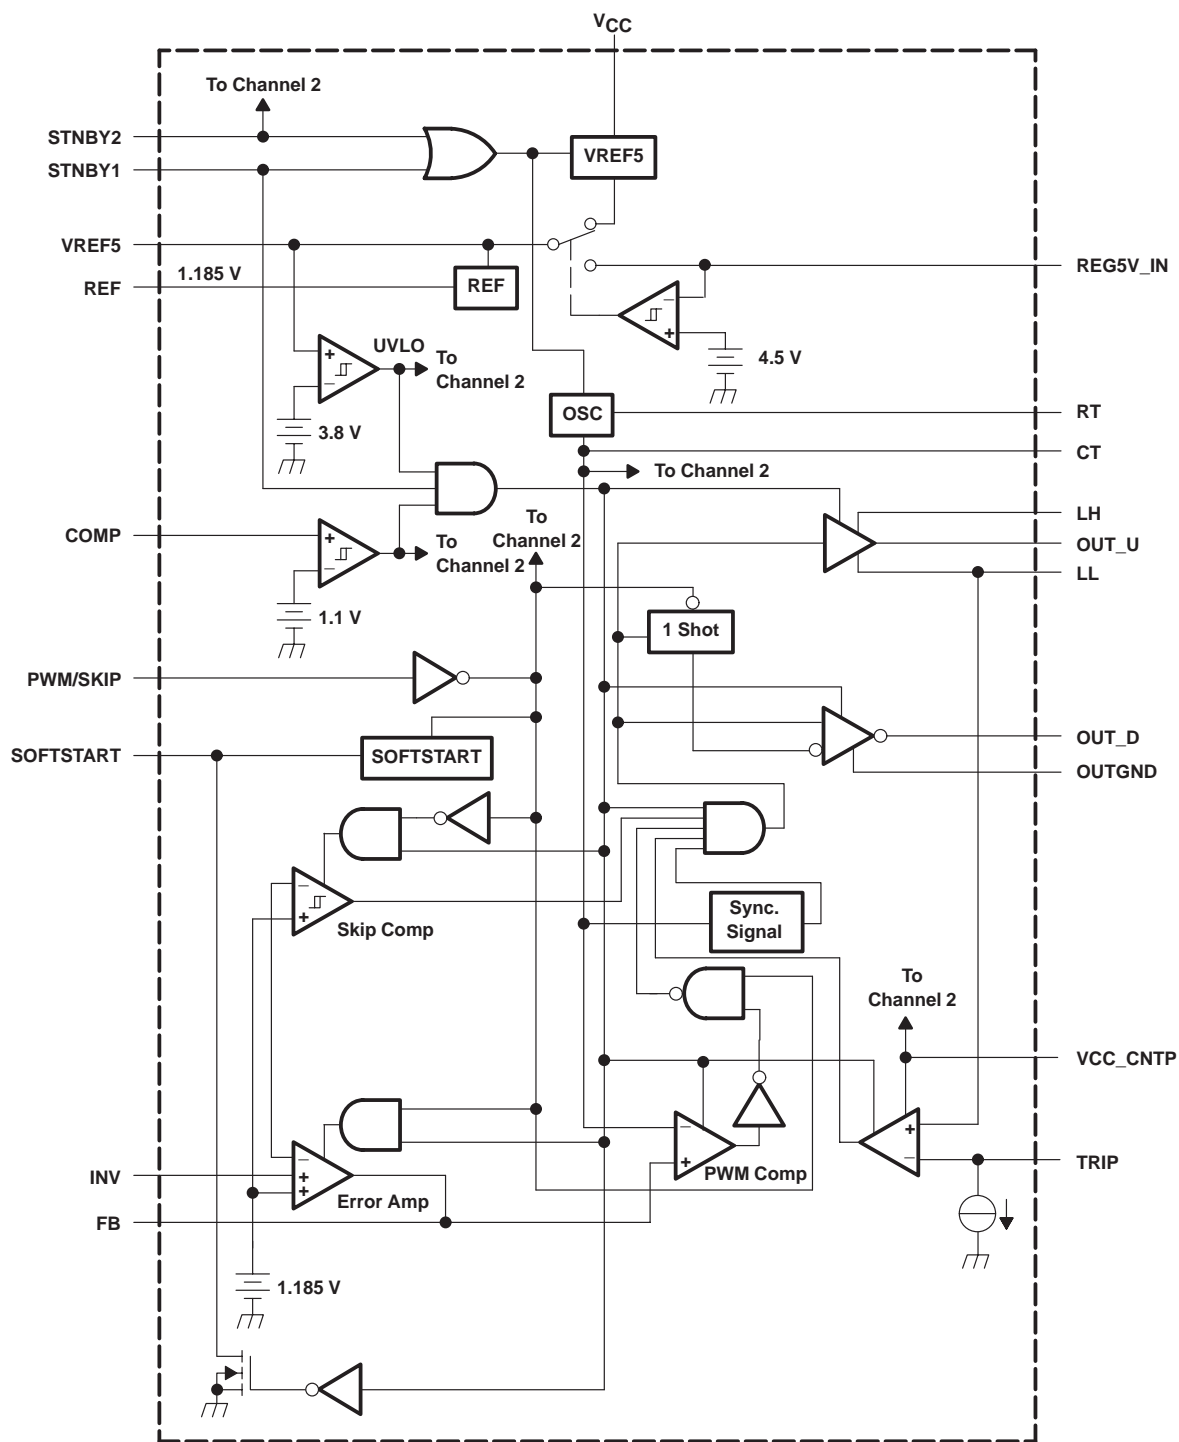 VCC
To Channel 2
STNBY2
VREF5
STNBY1
VREF5
REG5V_IN
1.185 V
REF
REF
UVLO
To
Channel 2
4.5 V
OSC
RT
3.8 V
CT
To Channel 2
To
Channel 2
LH
COMP
To
Channel 2
OUT_U
LL
1.1 V
1 Shot
PWM/SKIP
SOFTSTART
SOFTSTART
OUT_D
OUTGND
Sync.
Signal
Skip Comp
To
Channel 2
VCC_CNTP
INV
PWM Comp
TRIP
Error Amp
FB
1.185 V